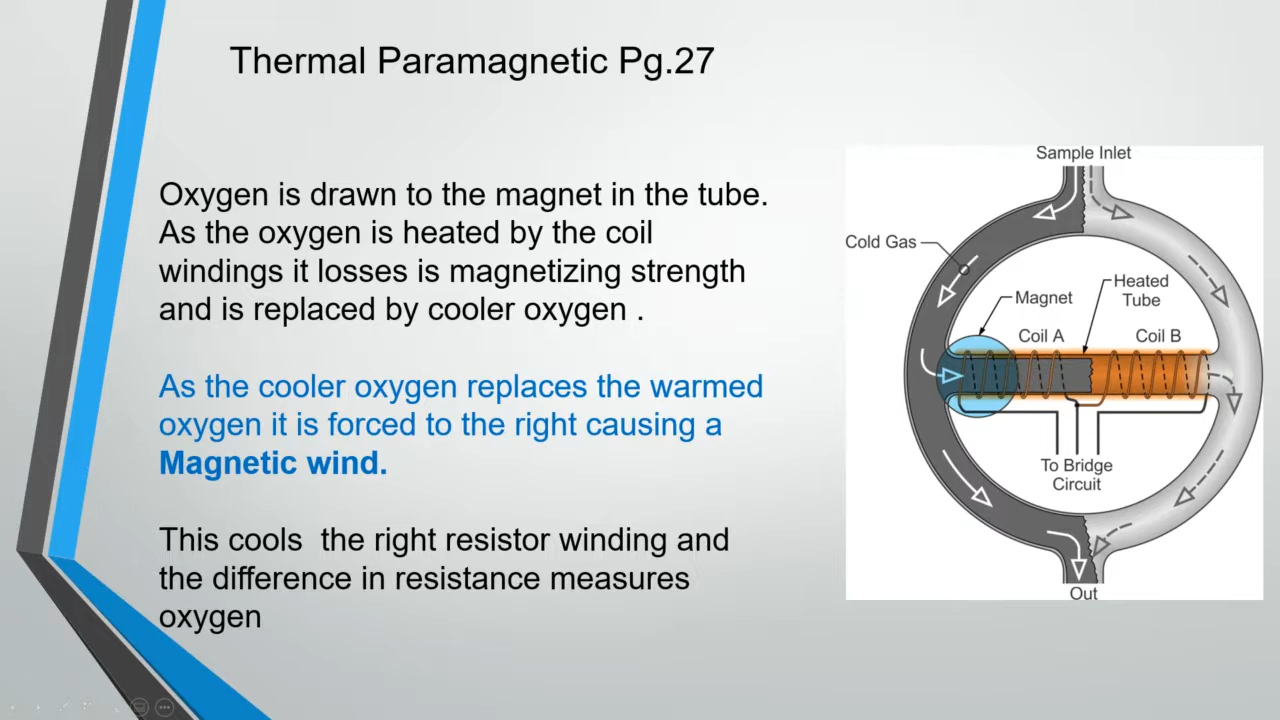 Thermal Paramagnetic Pg.27
Oxygen is drawn to the magnet in the tube.
As the oxygen is heated by the coil
windings it losses is magnetizing strength
and is replaced by cooler oxygen .
As the cooler oxygen replaces the warmed
oxygen it is forced to the right causing a
Magnetic wind.
This cools  the right resistor winding and
the difference in resistance measures
oxygen
Sample Inlet
Cold Gas
Heated
Tube
Magnet
Coil A
Coil B
To Bridge
Circuit
Out